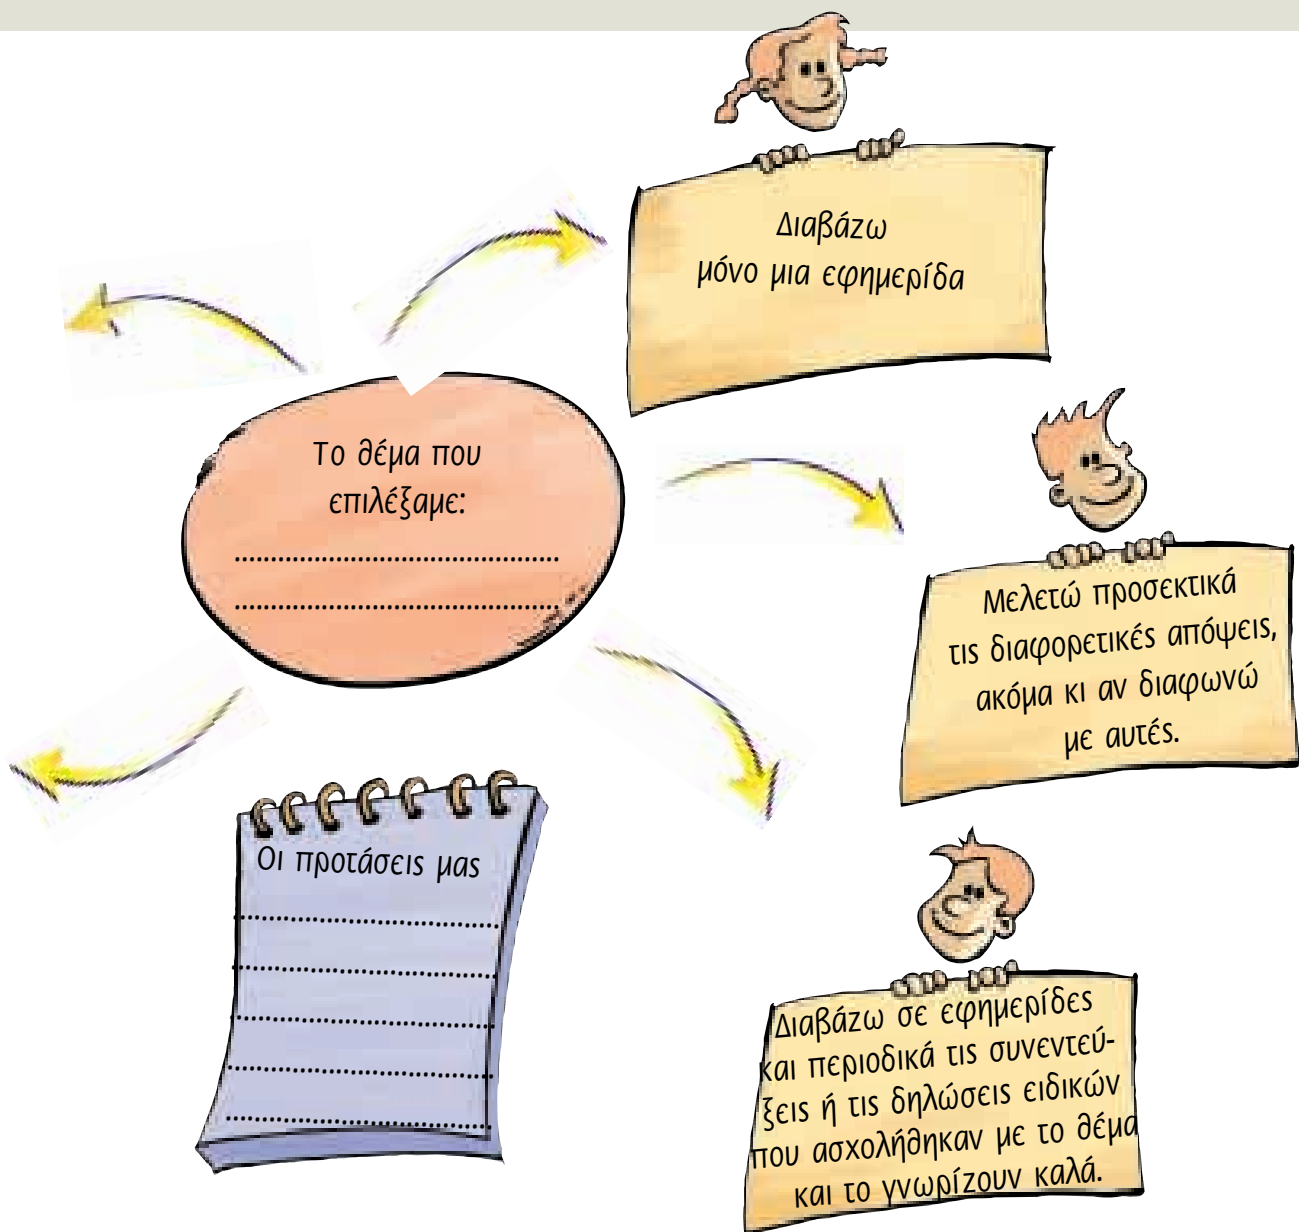 Διαβάζω
μόνο μια εφημερίδα
Το θέμα που
επιλέξαμε:
......................................
......................................
Μελετώ προσεκτικά
τις διαφορετικές απόψεις,
ακόμα κι αν διαφωνώ
με αυτές.
Οι προτάσεις μας
......................................
......................................
......................................
......................................
......................................
Διαβάζω σε εφημερίδες
και περιοδικά τις συνεντεύ-
ξεις ή τις δηλώσεις ειδικών
που ασχολήθηκαν με το θέμα
και το γνωρίζουν καλά.